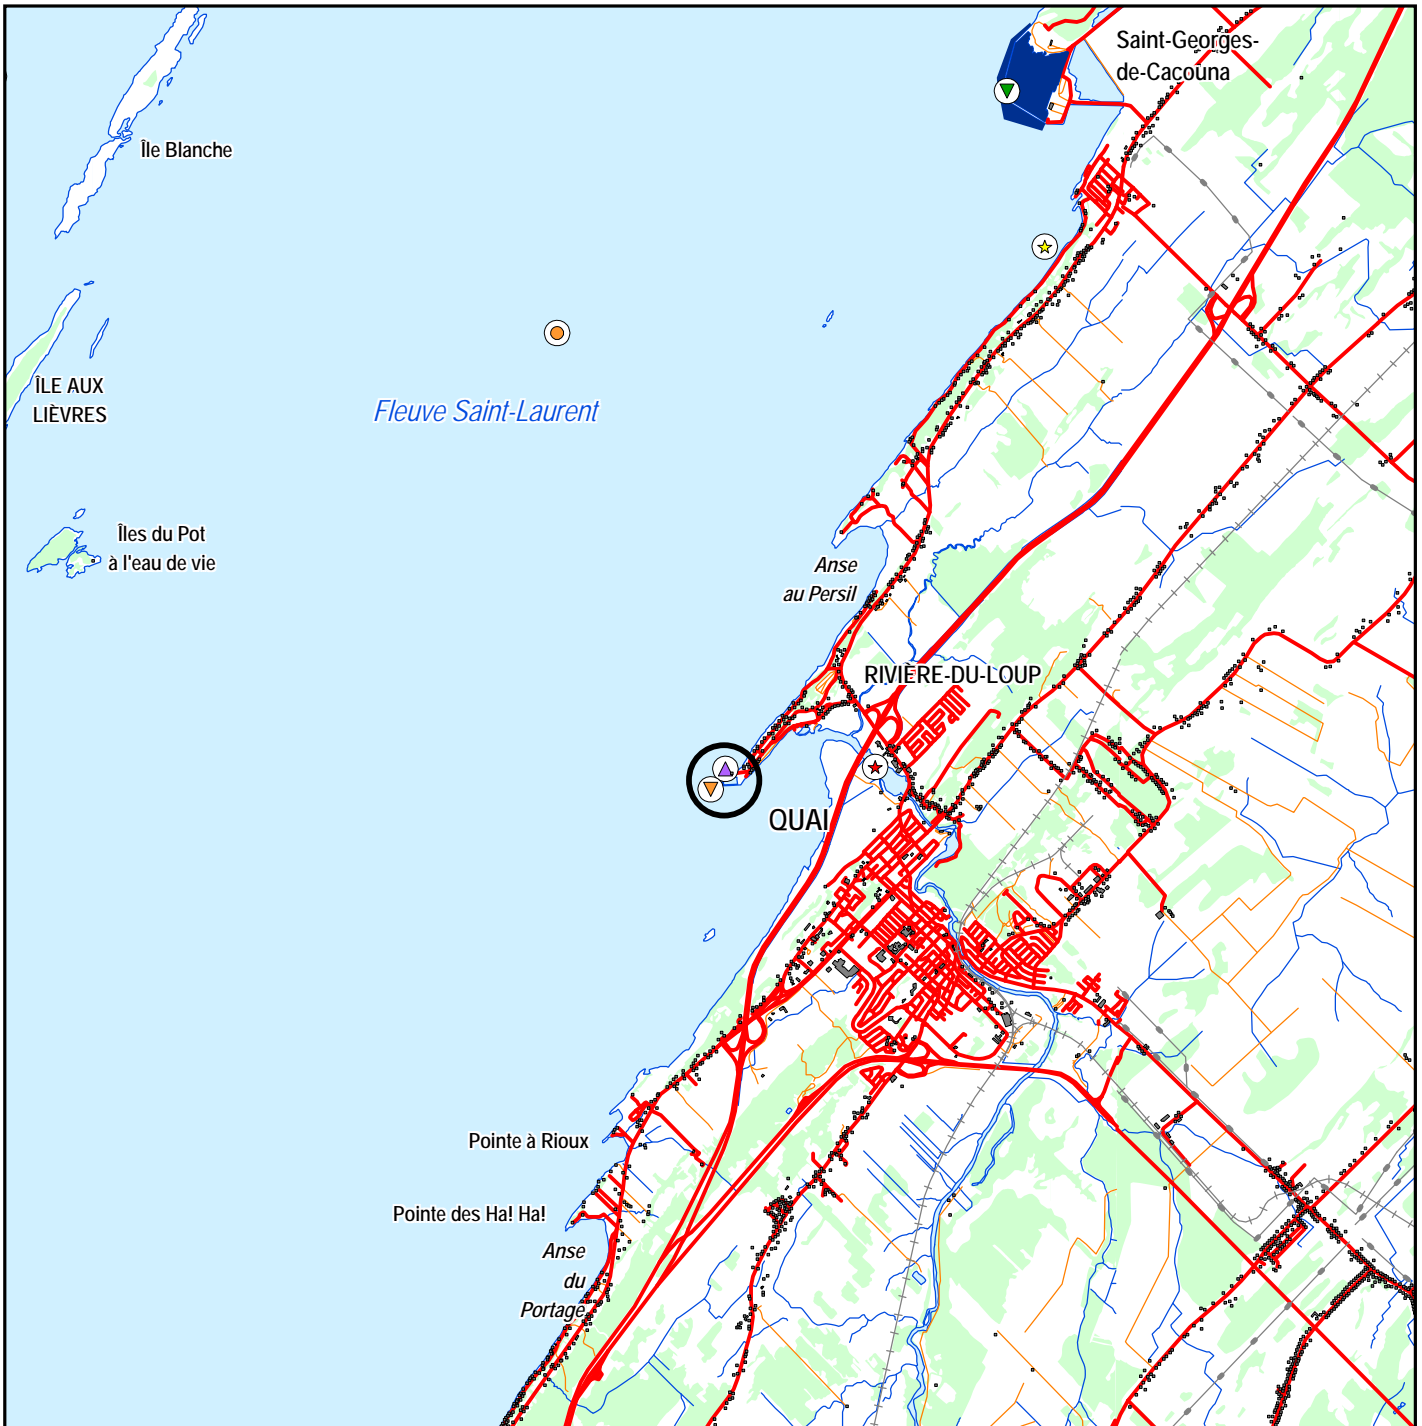 Saint-Georges-
de-Cacouna
Île Blanche
ÎLE AUX
LIÈVRES
Fleuve Saint-Laurent
Îles du Pot
à l'eau de vie
Anse
au Persil
RIVIÈRE-DU-LOUP
QUAI
Pointe à Rioux
Pointe des Ha! Ha!
Anse
du
Portage